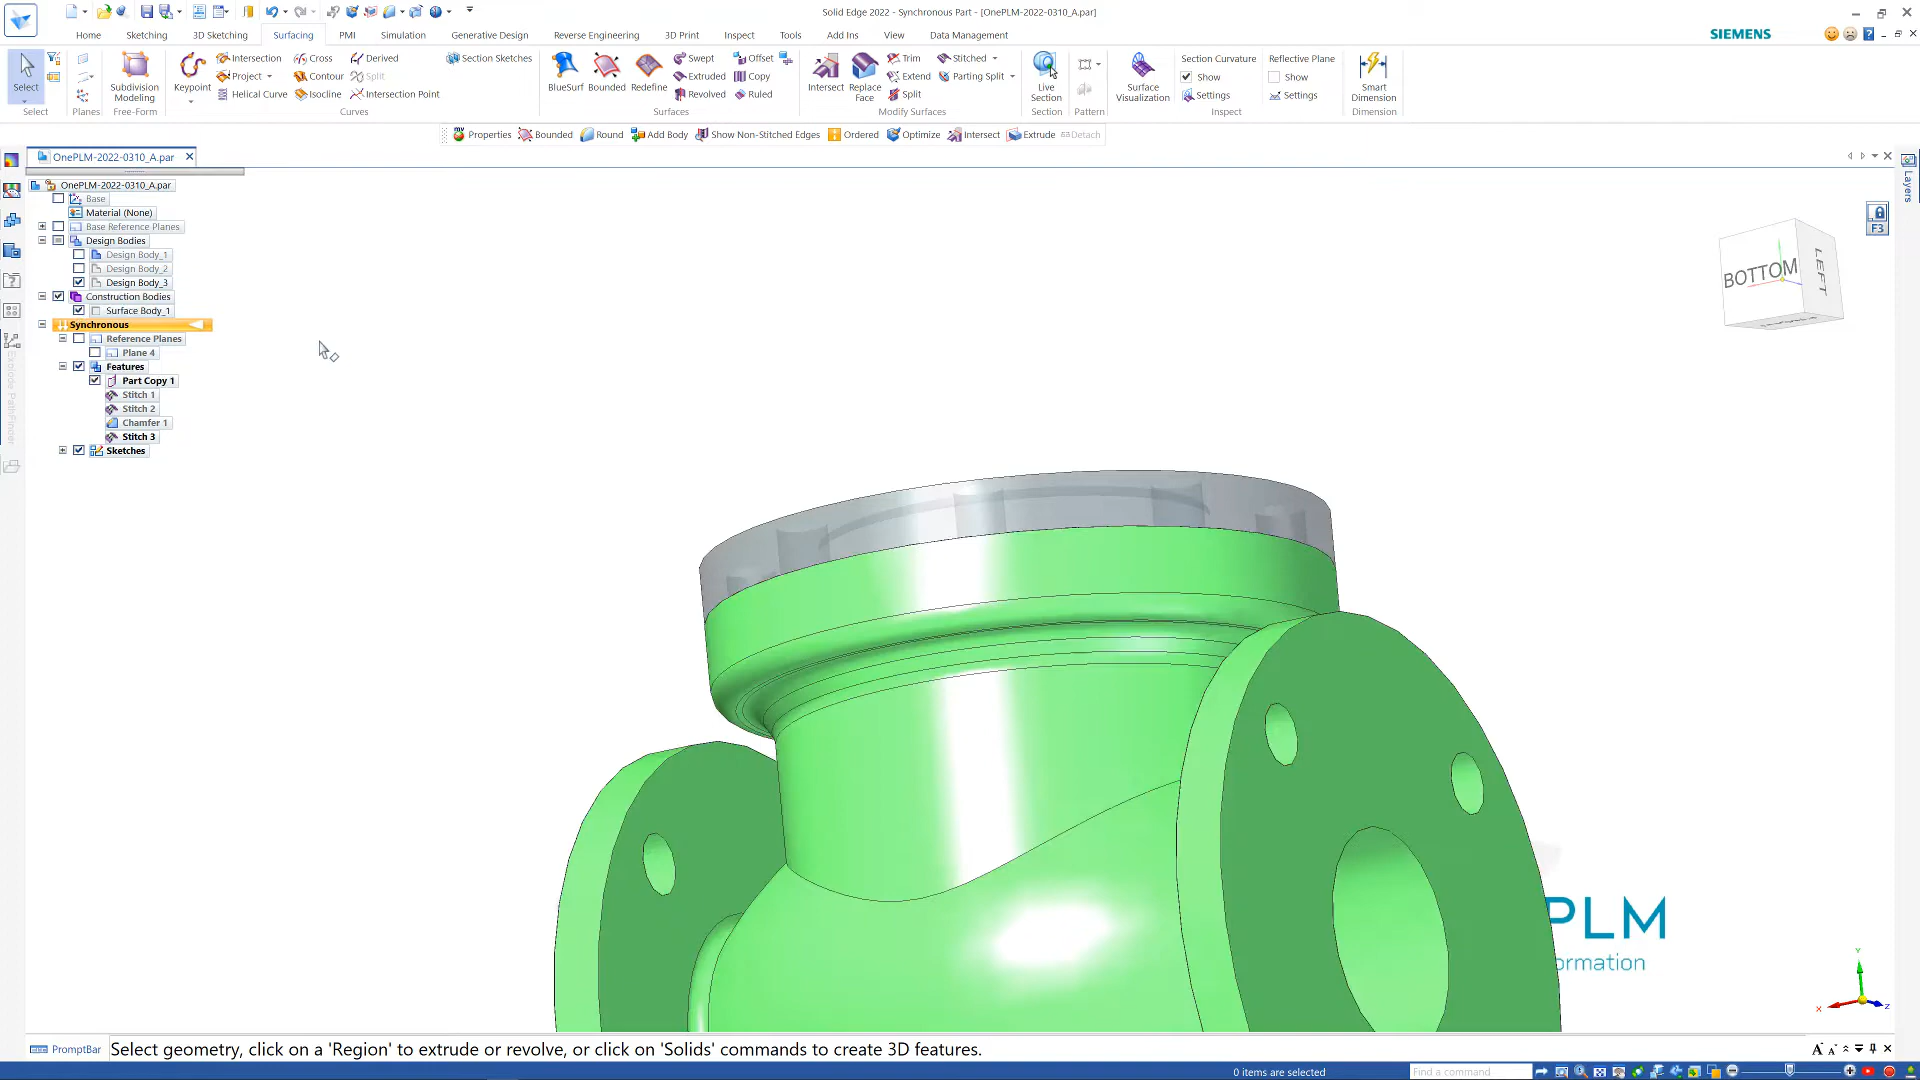 Solid Edge 2022 - Synchronous Part - [OnePLM-2022-0310_A.par]
Home Sketching 3D Sketching Surfacing PMI Simulation Generative Design Reverse Engineering 3D Print Inspect Tools Add Ins View Data Management SIEMENS
Select
Select
Planes
Subdivision Modeling
Free-Form
Keypoint
Intersection
Project
Helical Curve
Cross
Contour
Isocline
Derived
Split
Intersection Point
Curves
Section Sketches
BlueSurf
Bounded
Redefine
Swept
Extruded
Revolved
Offset
Copy
Ruled
Surfaces
Intersect
Replace Face
Trim
Extend
Split
Stitched
Parting Split
Modify Surfaces
Live Section
Section
Pattern
Surface Visualization
Section Curvature
Show
Settings
Reflective Plane
Show
Settings
Inspect
Smart Dimension
Dimension
Properties Bounded Round Add Body Show Non-Stitched Edges Ordered Optimize Intersect Extrude Detach
OnePLM-2022-0310_A.par
OnePLM-2022-0310_A.par
Base
Material (None)
Base Reference Planes
Design Bodies
Design Body_1
Design Body_2
Design Body_3
Construction Bodies
Surface Body_1
Synchronous
Reference Planes
Plane 4
Features
Part Copy 1
Stitch 1
Stitch 2
Chamfer 1
Stitch 3
Sketches
Layers
F3
BOTTOM
LEFT
PLM
ormation
Y
X
Z
PromptBar
Select geometry, click on a 'Region' to extrude or revolve, or click on 'Solids' commands to create 3D features.
0 items are selected
Find a command